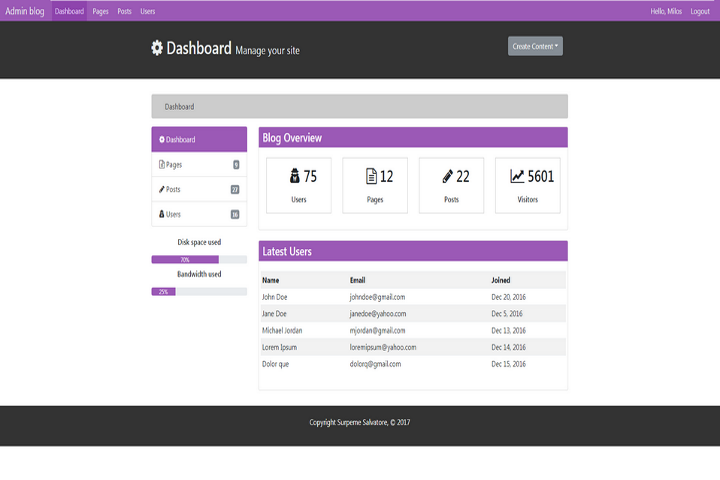 Admin blog Dashboard Pages Posts Users Hello, Milos Logout
Dashboard Manage your site
Create Content
Dashboard
Dashboard
Pages 9
Posts 27
Users 36
Disk space used
70%
Bandwidth used
25%
Blog Overview
75 12 22 5601
Users Pages Posts Visitors
Latest Users
Name Email Joined
John Doe johndoe@gmail.com Dec 20, 2016
Jane Doe janedoe@yahoo.com Dec 5, 2016
Michael Jordan mjordan@gmail.com Dec 13, 2016
Lorem Ipsum loremipsum@yahoo.com Dec 14, 2016
Dolor que dolorq@gmail.com Dec 15, 2016
Copyright Surpeme Salvatore, © 2017